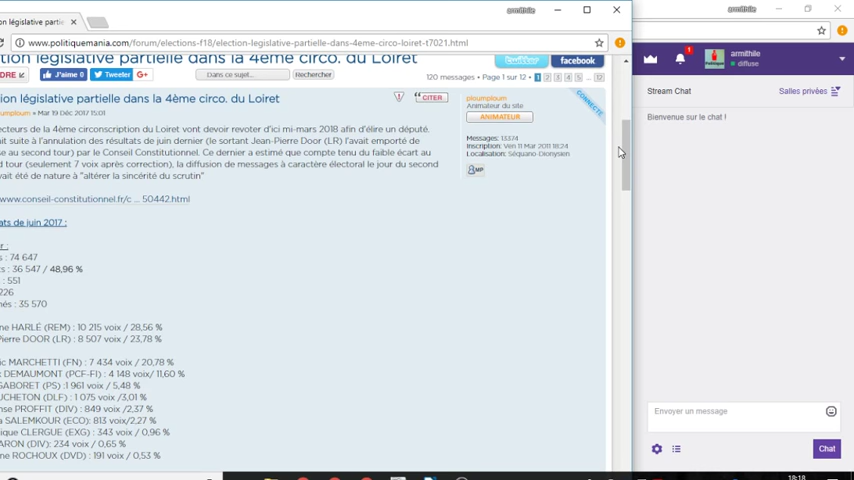 armithile
ion législative partie
www.politiquemania.com/forum/elections-f18/election-legislative-partielle-dans-4eme-circo-loiret-t7021.html
tion législative partielle dans la 4ème circo. du Loiret
twitter
facebook
DRE
J'aime 0
Tweeter
G+
Dans ce sujet...
Rechercher
120 messages • Page 1 sur 12 • 1 2 3 4 5 ... 12
tion législative partielle dans la 4ème circo. du Loiret
CITER
loumploum » Mar 19 Déc 2017 15:01
ecteurs de la 4ème circonscription du Loiret vont devoir revoter d'ici mi-mars 2018 afin d'élire un député.
it suite à l'annulation des résultats de juin dernier (le sortant Jean-Pierre Door (LR) l'avait emporté de
se au second tour) par le Conseil Constitutionnel. Ce dernier a estimé que compte tenu du faible écart au
d tour (seulement 7 voix après correction), la diffusion de messages à caractère électoral le jour du second
vait été de nature à "altérer la sincérité du scrutin"
www.conseil-constitutionnel.fr/c ... 50442.html
ats de juin 2017 :
r :
s : 74 647
ts : 36 547 / 48,96 %
: 551
226
més : 35 570
ne HARLÉ (REM) : 10 215 voix / 28,56 %
Pierre DOOR (LR) : 8 507 voix / 23,78 %
ic MARCHETTI (FN) : 7 434 voix / 20,78 %
DEMAUMONT (PCF-FI) : 4 148 voix/ 11,60 %
GABORET (PS) :1 961 voix / 5,48 %
UCHETON (DLF) : 1 075 voix /3,01 %
nse PROFFIT (DIV) : 849 voix /2,37 %
a SALEMKOUR (ECO): 813 voix/2,27 %
ique CLERGUE (EXG) : 343 voix / 0,96 %
ARON (DIV): 234 voix / 0,65 %
e ROCHOUX (DVD) : 191 voix / 0,53 %
ploumploum
Animateur du site
ANIMATEUR
CONNECTÉ
Messages: 13374
Inscription: Ven 11 Mar 2011 18:24
Localisation: Séquano-Dionysien
MP
armithile
1
armithile
diffuse
Stream Chat
Salles privées
Bienvenue sur le chat !
Envoyer un message
Chat
18:18